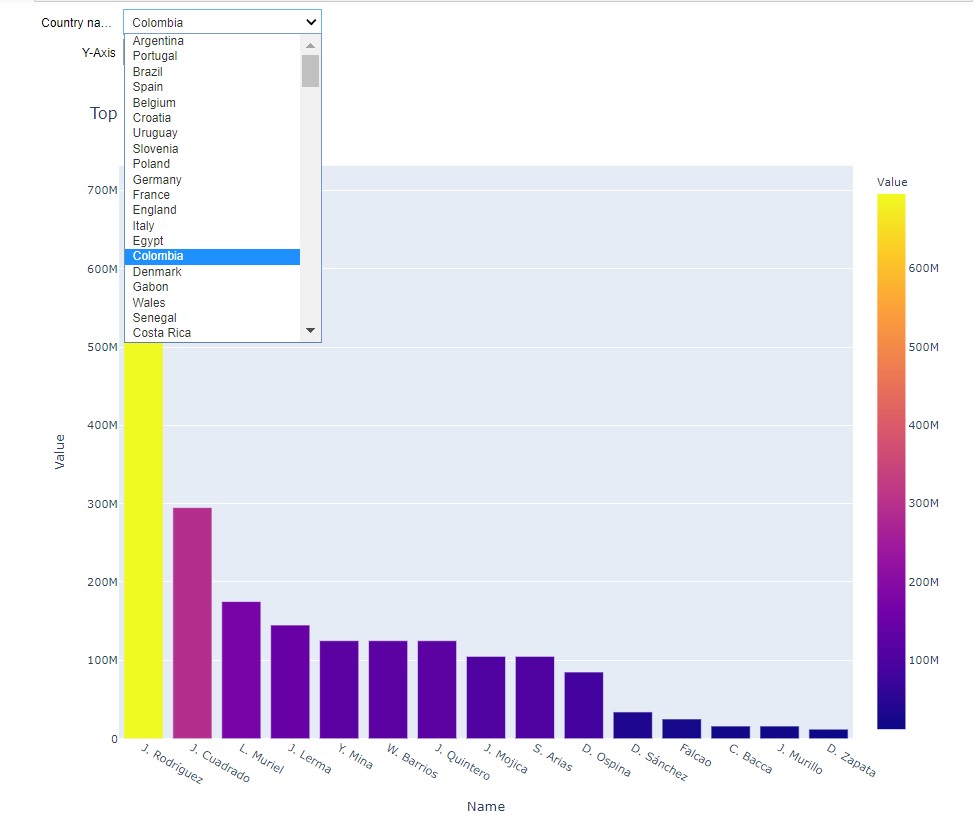 Country na... Colombia
Argentina
Y-Axis
Portugal
Brazil
Spain
Belgium
Top
Croatia
Uruguay
Slovenia
Poland
Germany
France
England
Italy
Egypt
Colombia
Denmark
Gabon
Wales
Senegal
Costa Rica
Value
700M
600M
500M
400M
300M
200M
100M
0
Value
600M
500M
400M
300M
200M
100M
J. Rodríguez
J. Cuadrado
L. Muriel
J. Lerma
Y. Mina
W. Barrios
J. Quintero
J. Mojica
S. Arias
D. Ospina
D. Sánchez
Falcao
C. Bacca
J. Murillo
D. Zapata
Name